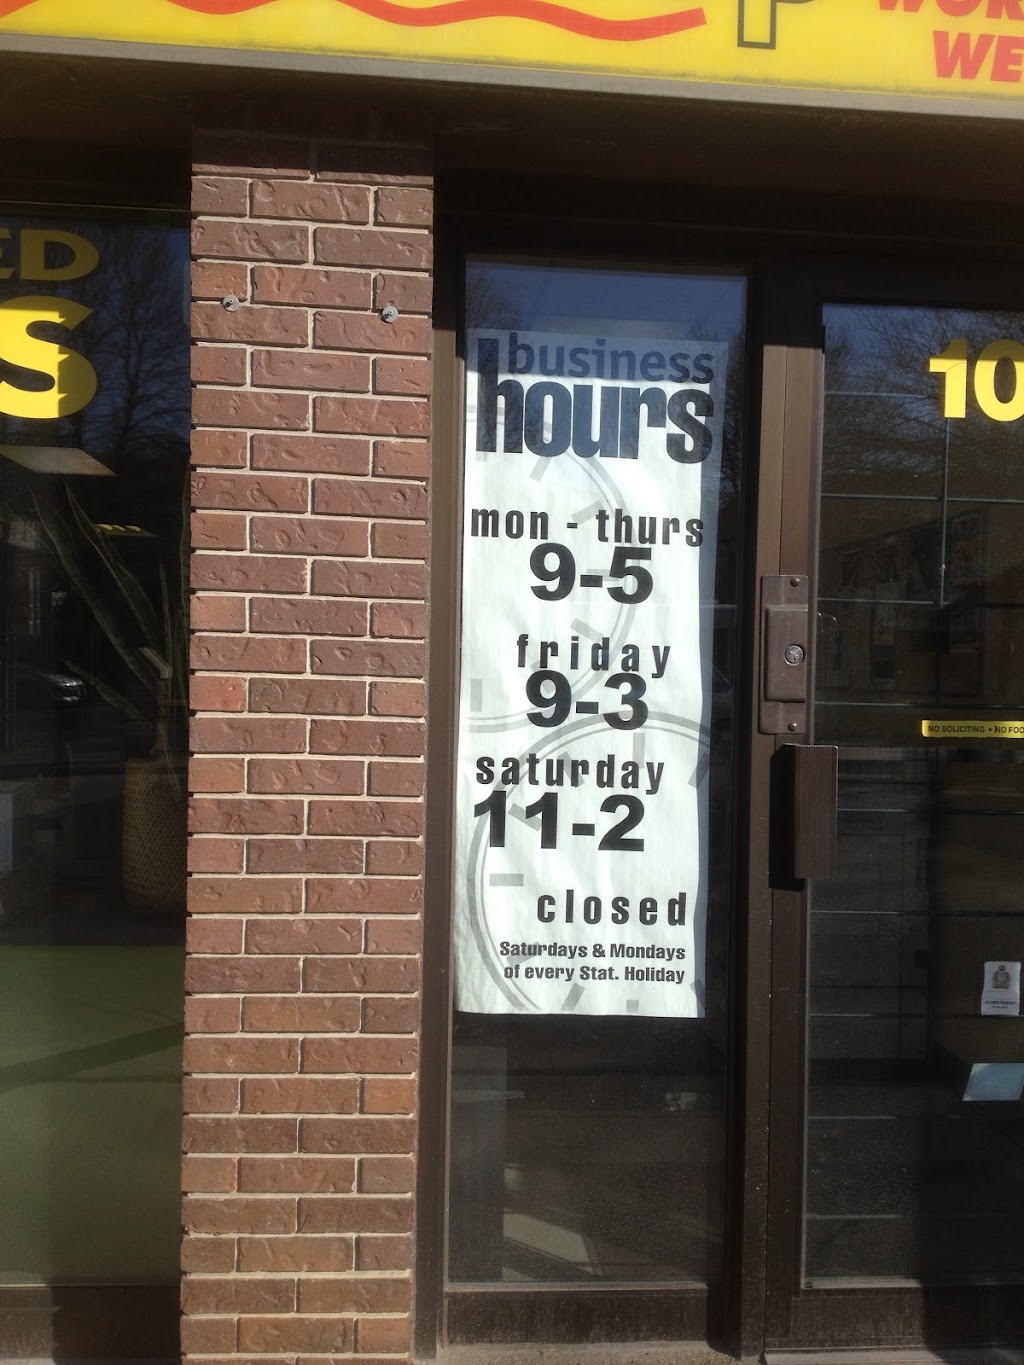 WE
ED
S
business
hours
10
mon - thurs
9-5
friday
9-3
NO SOLICITING • NO FOO
saturday
11-2
closed
Saturdays & Mondays
of every Stat. Holiday